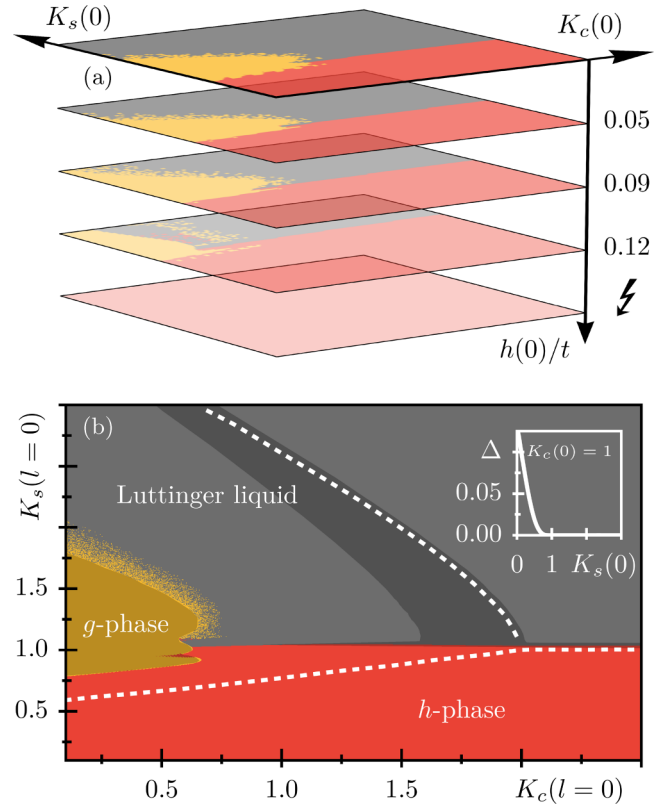 K_s(0)
K_c(0)
(a)
0.05
0.09
0.12
h(0)/t
(b)
K_s(l = 0)
Luttinger liquid
g-phase
h-phase
Δ
K_c(0) = 1
0.05
0.00
0 1 K_s(0)
1.5
1.0
0.5
0.5 1.0 1.5 K_c(l = 0)